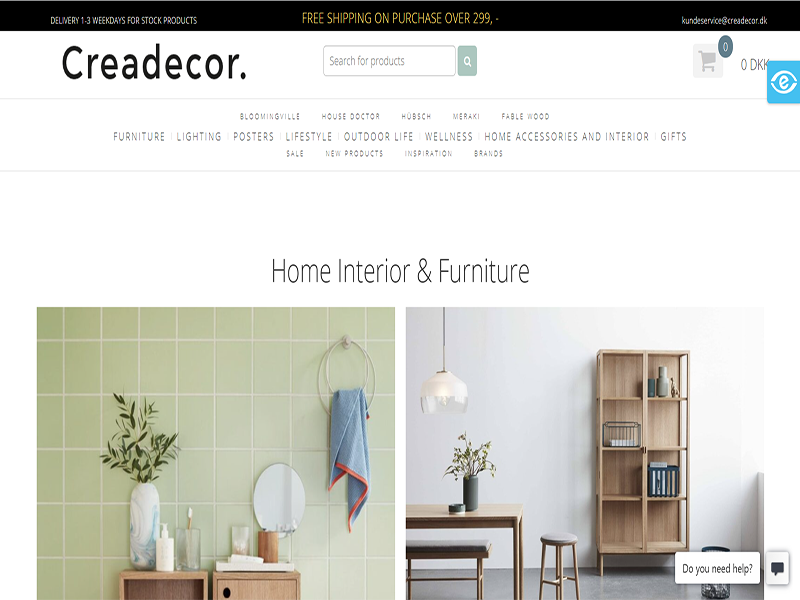 DELIVERY 1-3 WEEKDAYS FOR STOCK PRODUCTS
FREE SHIPPING ON PURCHASE OVER 299, -
kundeservice@creadecor.dk
Creadecor.
Search for products
0
0 DKK
BLOOMINGVILLE HOUSE DOCTOR HÜBSCH MERAKI FABLE WOOD
FURNITURE LIGHTING POSTERS LIFESTYLE OUTDOOR LIFE WELLNESS HOME ACCESSORIES AND INTERIOR GIFTS
SALE NEW PRODUCTS INSPIRATION BRANDS
Home Interior & Furniture
Do you need help?